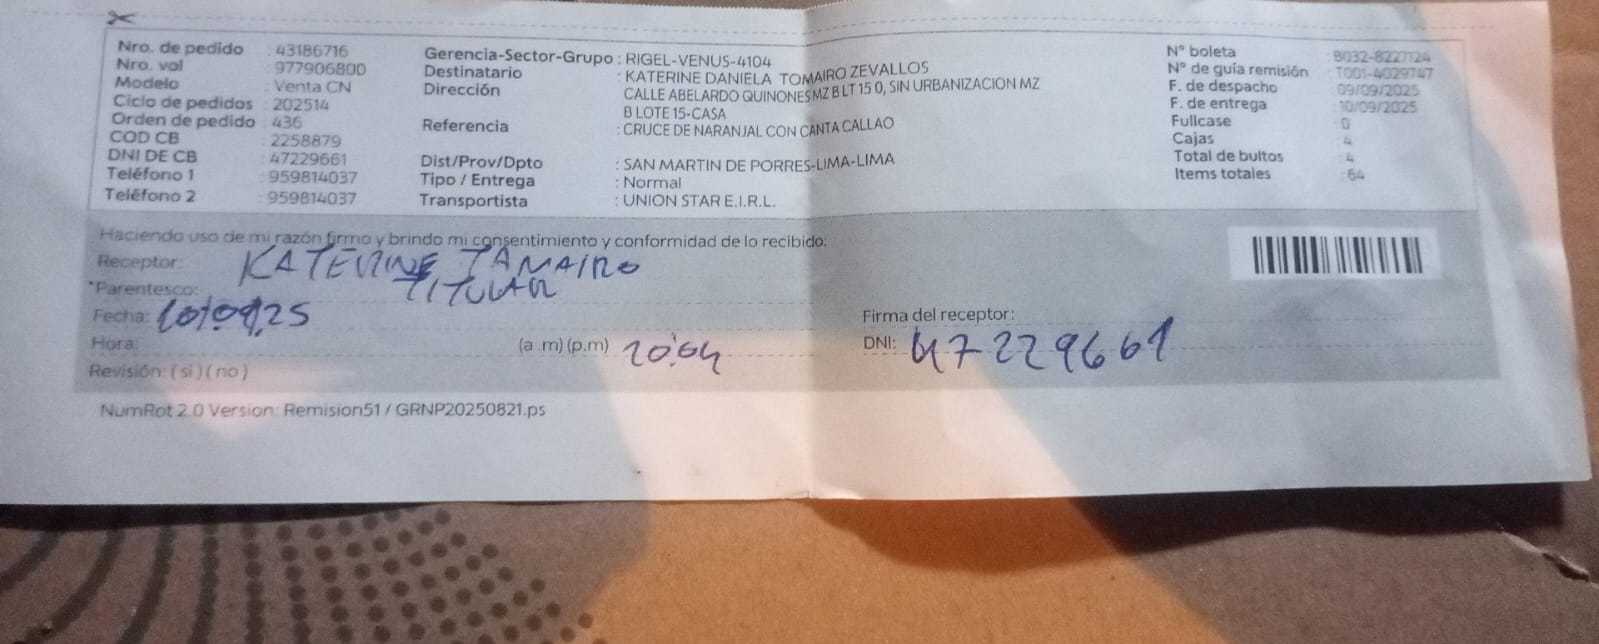 Nro. de pedido : 43186716
Nro. vol : 977906800
Modelo : Venta CN
Ciclo de pedidos : 202514
Orden de pedido : 436
COD CB : 2258879
DNI DE CB : 47229661
Teléfono 1 : 959814037
Teléfono 2 : 959814037
Gerencia-Sector-Grupo : RIGEL-VENUS-4104
Destinatario : KATERINE DANIELA TOMAIRO ZEVALLOS
Dirección : CALLE ABELARDO QUINONES MZ B LT 15 0, SIN URBANIZACION MZ
B LOTE 15-CASA
Referencia : CRUCE DE NARANJAL CON CANTA CALLAO
Dist/Prov/Dpto : SAN MARTIN DE PORRES-LIMA-LIMA
Tipo / Entrega : Normal
Transportista : UNION STAR E.I.R.L.
N° boleta : B032-8227124
N° de guía remisión : T001-4029747
F. de despacho : 09/09/2025
F. de entrega : 10/09/2025
Fullcase : 0
Cajas : 4
Total de bultos : 4
Items totales : 64
Haciendo uso de mi razón firmo y brindo mi consentimiento y conformidad de lo recibido:
Receptor: KATERINE TAMAIRO
*Parentesco: TITULAR
Fecha: 10/09/25
Hora: (a .m) (p.m) 20:04
Revisión: ( si ) ( no )
Firma del receptor:
DNI: 47229661
NumRot 2.0 Version: Remision51 / GRNP20250821.ps